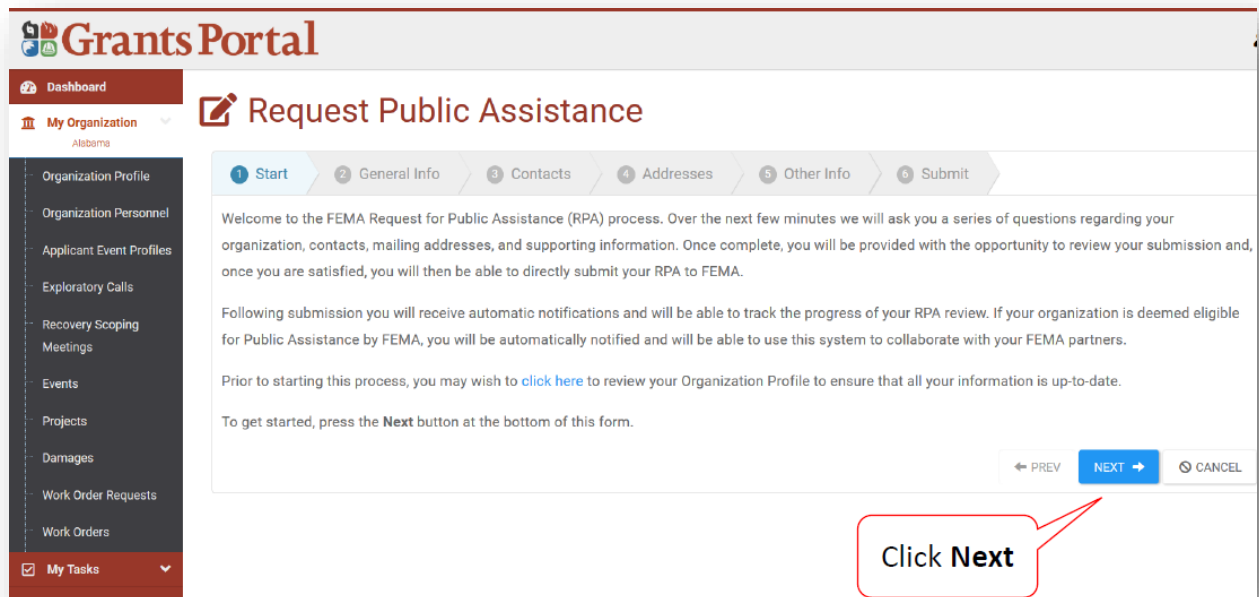 Grants Portal
Dashboard
My Organization
Alabama
Organization Profile
Organization Personnel
Applicant Event Profiles
Exploratory Calls
Recovery Scoping
Meetings
Events
Projects
Damages
Work Order Requests
Work Orders
My Tasks
Request Public Assistance
1 Start
2 General Info
3 Contacts
4 Addresses
5 Other Info
6 Submit
Welcome to the FEMA Request for Public Assistance (RPA) process. Over the next few minutes we will ask you a series of questions regarding your
organization, contacts, mailing addresses, and supporting information. Once complete, you will be provided with the opportunity to review your submission and,
once you are satisfied, you will then be able to directly submit your RPA to FEMA.
Following submission you will receive automatic notifications and will be able to track the progress of your RPA review. If your organization is deemed eligible
for Public Assistance by FEMA, you will be automatically notified and will be able to use this system to collaborate with your FEMA partners.
Prior to starting this process, you may wish to click here to review your Organization Profile to ensure that all your information is up-to-date.
To get started, press the Next button at the bottom of this form.
PREV
NEXT
CANCEL
Click Next